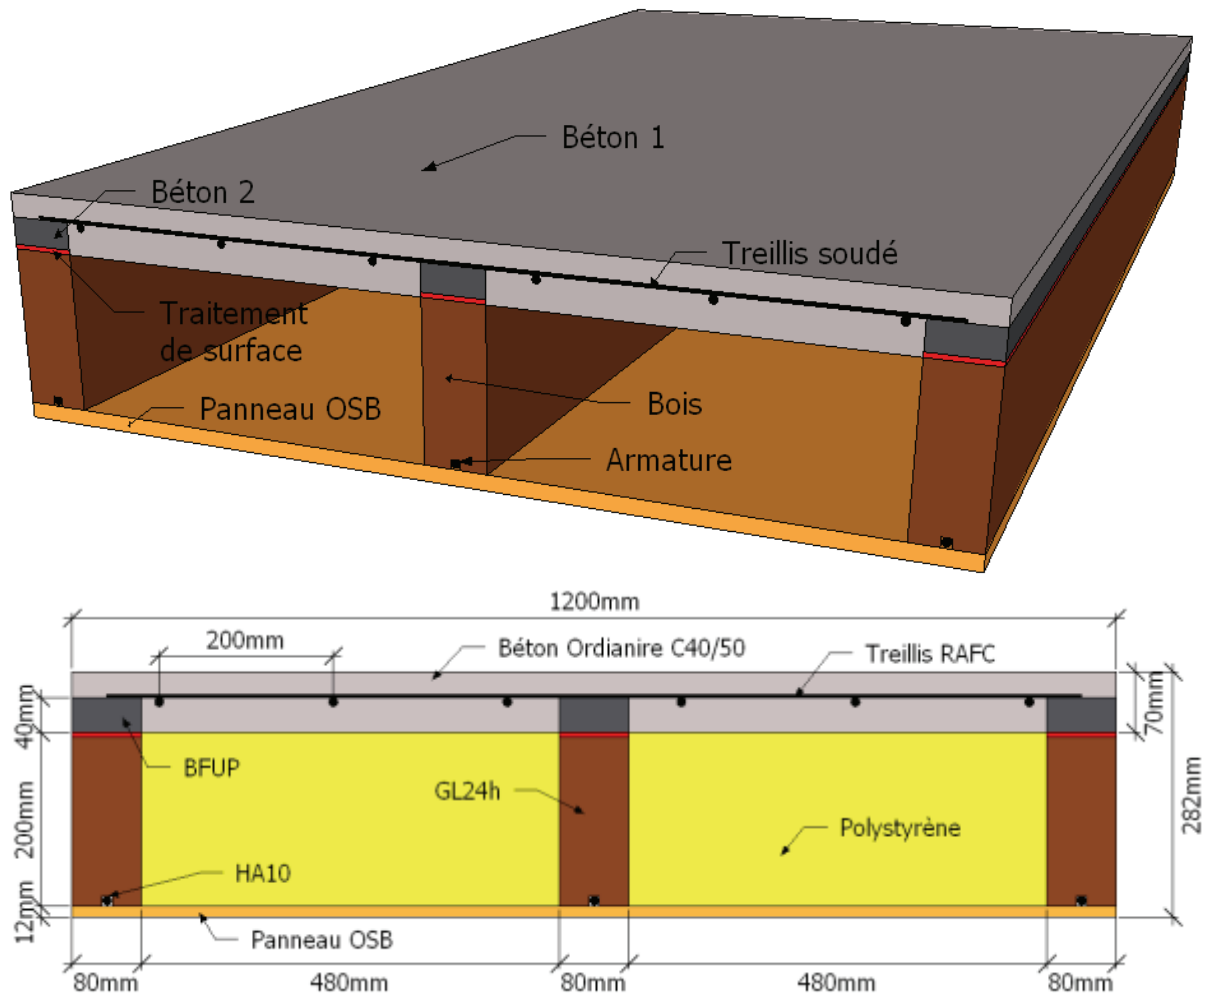 Béton 1
Béton 2
Treillis soudé
Traitement
de surface
Bois
Panneau OSB
Armature
1200mm
200mm
Béton Ordianire C40/50
Treillis RAFC
40mm
70mm
BFUP
GL24h
282mm
200mm
Polystyrène
HA10
12mm
Panneau OSB
80mm
480mm
80mm
480mm
80mm